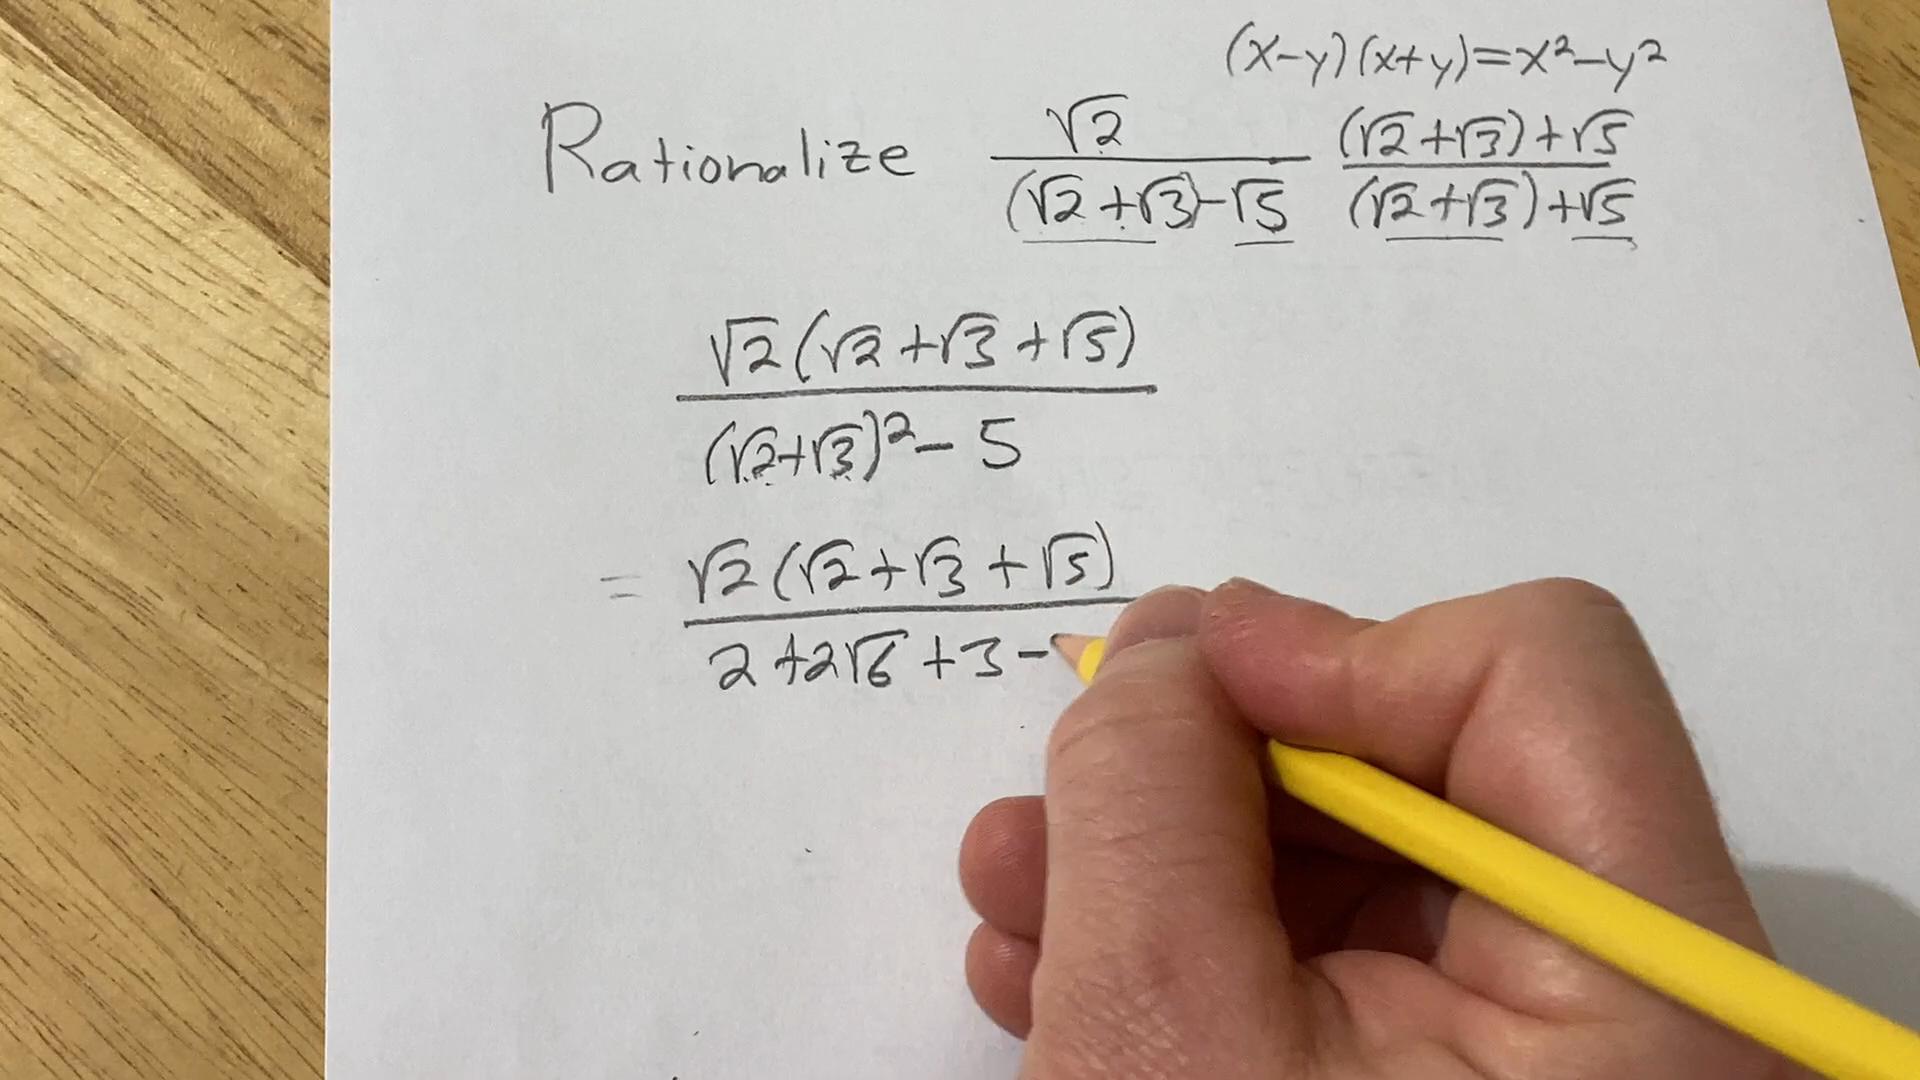 (x-y)(x+y)=x²-y²
Rationalize √2/((√2+√3)-√5) ((√2+√3)+√5)/((√2+√3)+√5)
√2(√2+√3+√5)
(√2+√3)²-5
= √2(√2+√3+√5)
2+2√6+3-